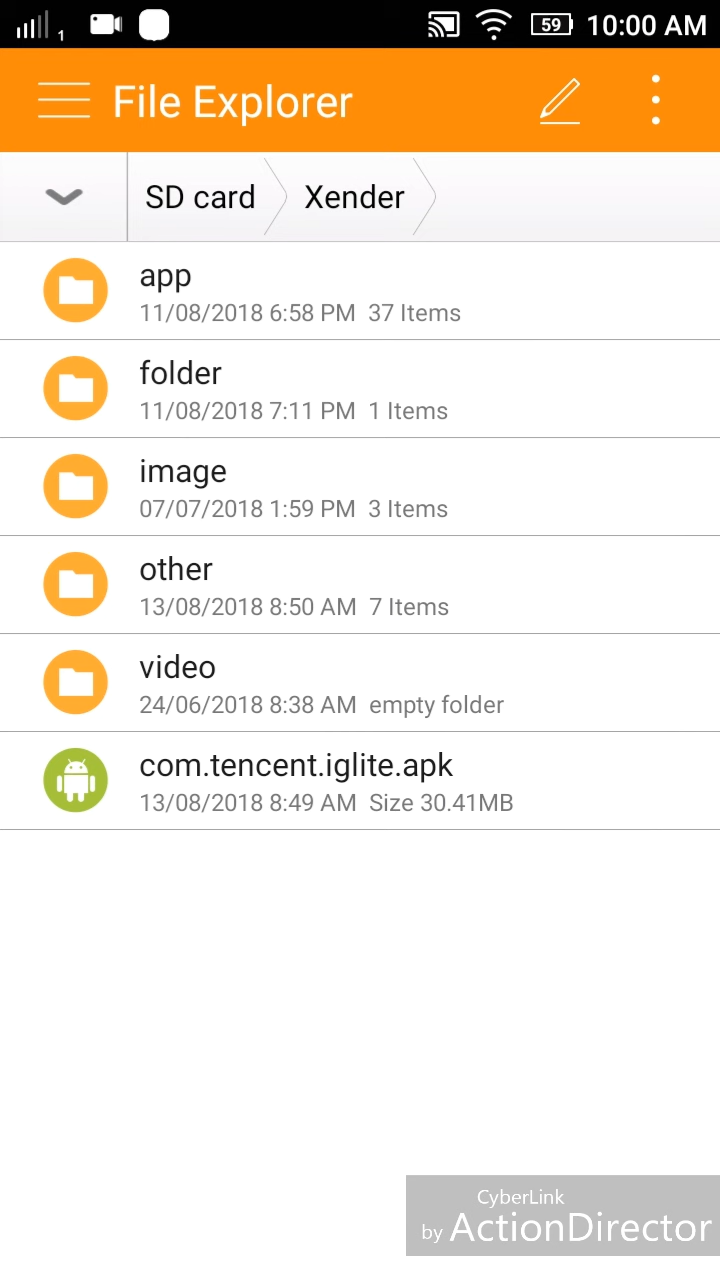 1
59
10:00 AM
File Explorer
SD card
Xender
app
11/08/2018 6:58 PM 37 Items
folder
11/08/2018 7:11 PM 1 Items
image
07/07/2018 1:59 PM 3 Items
other
13/08/2018 8:50 AM 7 Items
video
24/06/2018 8:38 AM empty folder
com.tencent.iglite.apk
13/08/2018 8:49 AM Size 30.41MB
CyberLink
by ActionDirector